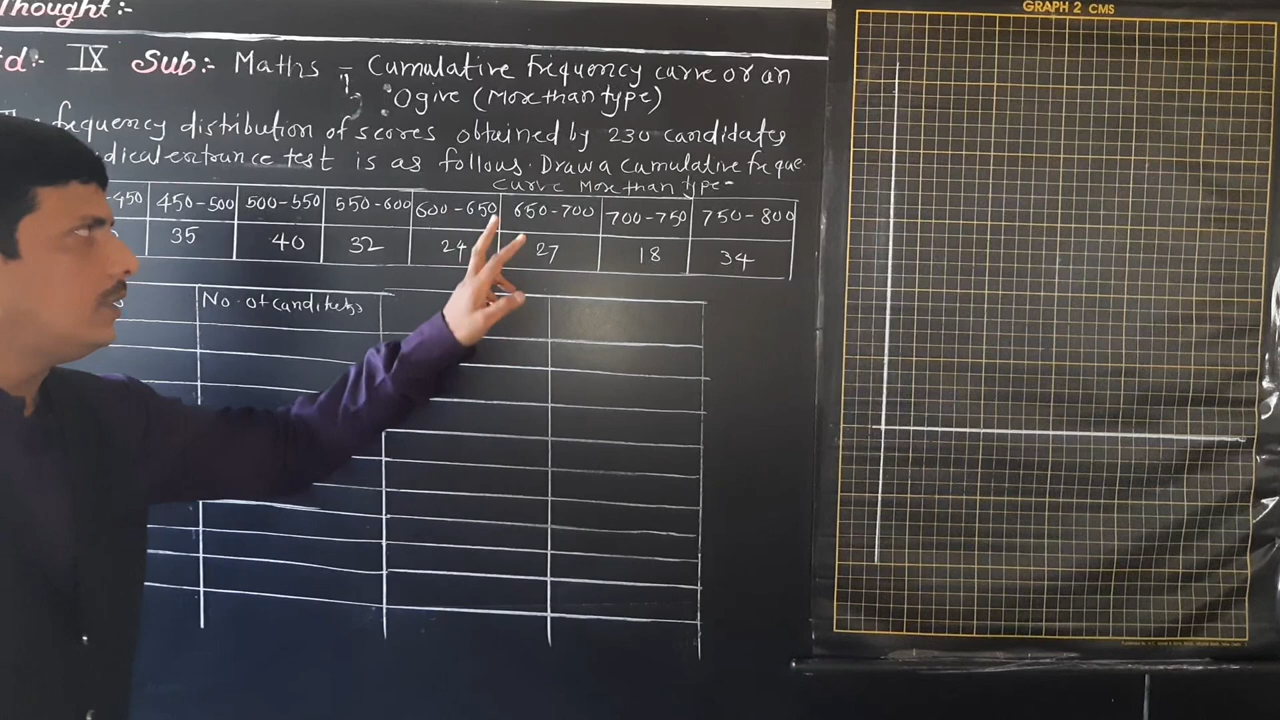 Thought:-
GRAPH 2 CMS
d:- IX Sub:- Maths - Cumulative frequency curve or an
Ogive (More than type)
frequency distribution of scores obtained by 230 candidates
dical entrance test is as follows. Draw a cumulative freque
curve More than type-
-450 450-500 500-550 550-600 600-650 650-700 700-750 750-800
35 40 32 24 27 18 34
No. of candidates